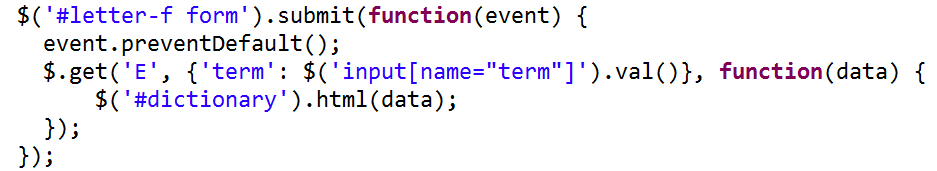 $('#letter-f form').submit(function(event) {
  event.preventDefault();
  $.get('E', {'term': $('input[name="term"]').val()}, function(data) {
      $('#dictionary').html(data);
  });
});